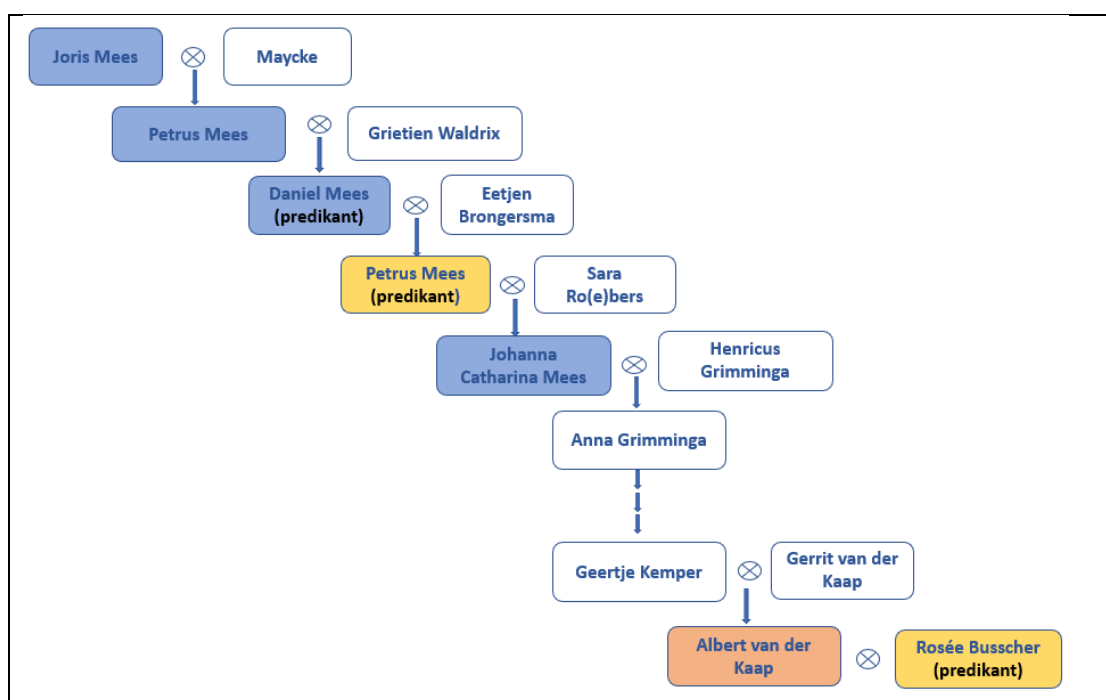 Joris Mees
Maycke
Petrus Mees
Grietien Waldrix
Daniel Mees
(predikant)
Eetjen
Brongersma
Petrus Mees
(predikant)
Sara
Ro(e)bers
Johanna
Catharina Mees
Henricus
Grimminga
Anna Grimminga
Geertje Kemper
Gerrit van der
Kaap
Albert van der
Kaap
Rosée Busscher
(predikant)